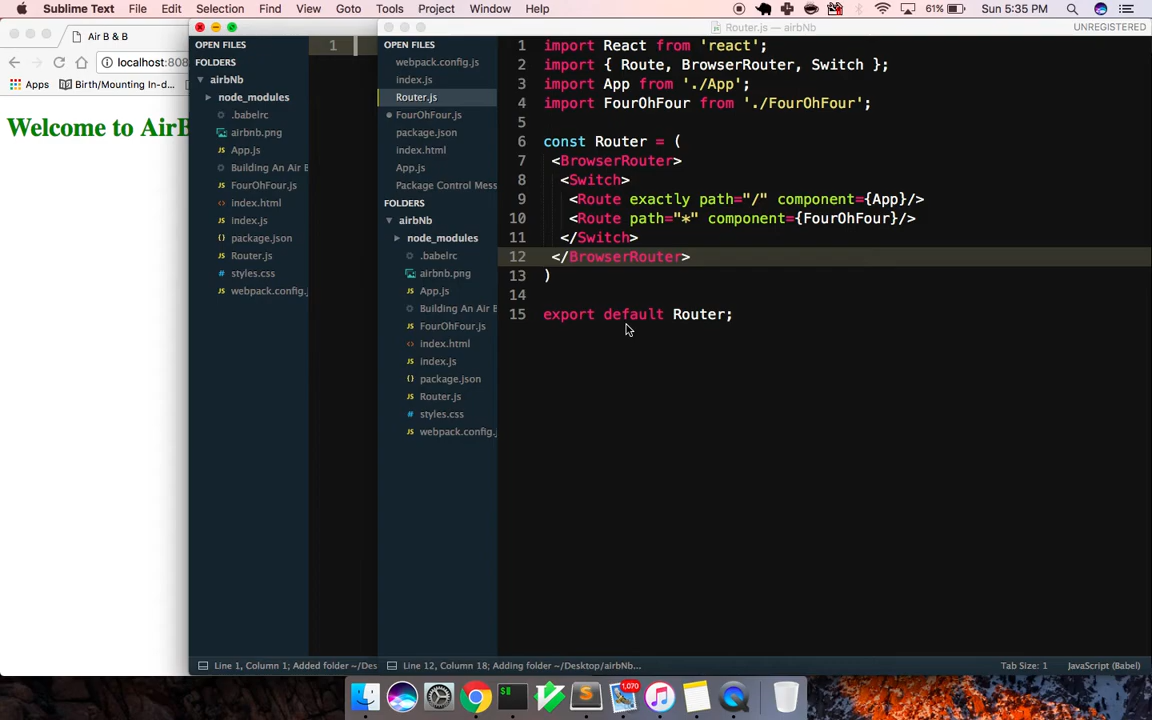 Sublime Text File Edit Selection Find View Goto Tools Project Window Help 61% Sun 5:35 PM
Air B & B
localhost:808
Apps Birth/Mounting In-d...
Welcome to AirB
OPEN FILES
FOLDERS
airbNb
node_modules
.babelrc
airbnb.png
App.js
Building An Air B
FourOhFour.js
index.html
index.js
package.json
Router.js
styles.css
webpack.config.j
1
Line 1, Column 1; Added folder ~/Des
Router.js — airbNb
UNREGISTERED
OPEN FILES
webpack.config.js
index.js
Router.js
FourOhFour.js
package.json
index.html
App.js
Package Control Mess
FOLDERS
airbNb
node_modules
.babelrc
airbnb.png
App.js
Building An Air B
FourOhFour.js
index.html
index.js
package.json
Router.js
styles.css
webpack.config.j
1 import React from 'react';
2 import { Route, BrowserRouter, Switch };
3 import App from './App';
4 import FourOhFour from './FourOhFour';
5
6 const Router = (
7 <BrowserRouter>
8 <Switch>
9 <Route exactly path="/" component={App}/>
10 <Route path="*" component={FourOhFour}/>
11 </Switch>
12 </BrowserRouter>
13 )
14
15 export default Router;
Line 12, Column 18; Adding folder ~/Desktop/airbNb...
Tab Size: 1
JavaScript (Babel)
1,070